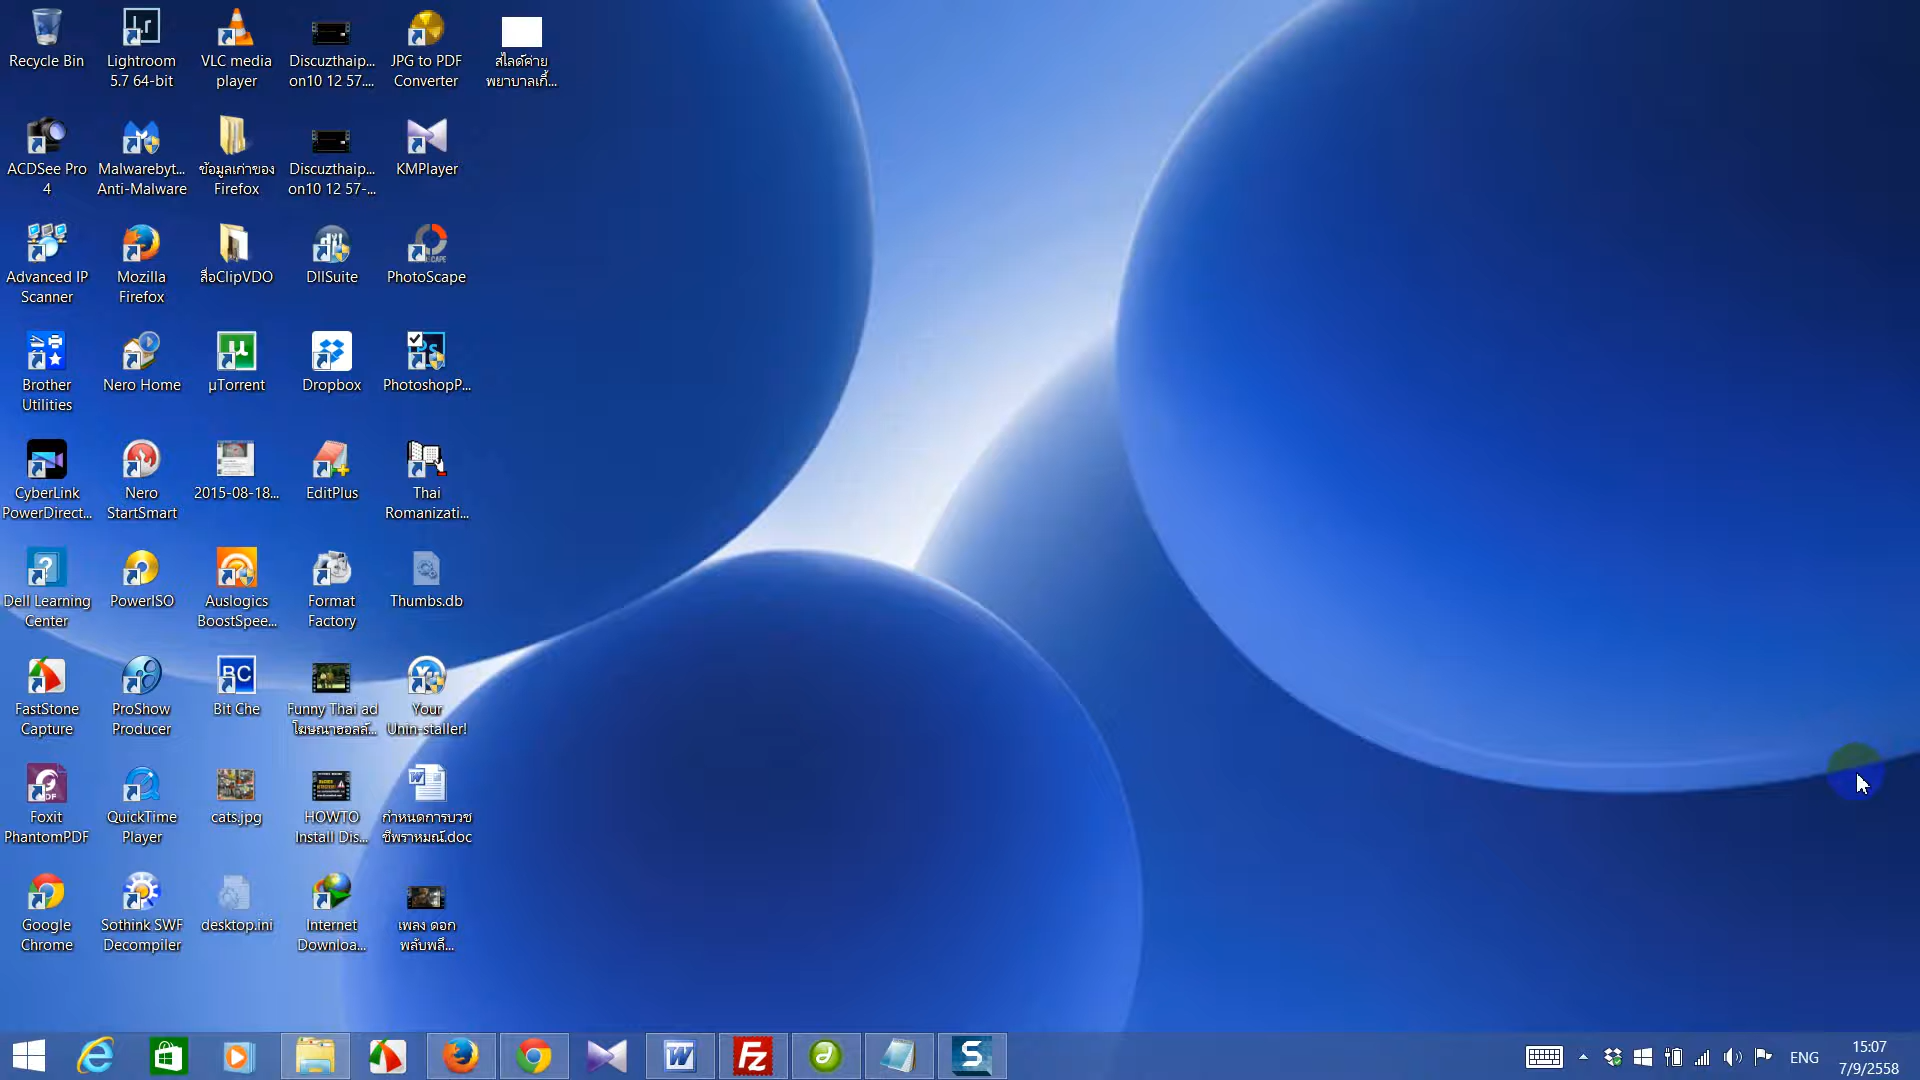 Recycle Bin
Lightroom
5.7 64-bit
VLC media
player
Discuzthaip...
on10 12 57....
JPG to PDF
Converter
สไลด์ค่าย
พยาบาลเกื้...
ACDSee Pro
4
Malwarebyt...
Anti-Malware
ข้อมูลเก่าของ
Firefox
Discuzthaip...
on10 12 57-...
KMPlayer
Advanced IP
Scanner
Mozilla
Firefox
สื่อClipVDO
DllSuite
PhotoScape
Brother
Utilities
Nero Home
µTorrent
Dropbox
PhotoshopP...
CyberLink
PowerDirect...
Nero
StartSmart
2015-08-18...
EditPlus
Thai
Romanizati...
Dell Learning
Center
PowerISO
Auslogics
BoostSpee...
Format
Factory
Thumbs.db
FastStone
Capture
ProShow
Producer
Bit Che
Funny Thai ad
โฆษณาฮอลล์...
Your
Unin-staller!
Foxit
PhantomPDF
QuickTime
Player
cats.jpg
HOWTO
Install Dis...
กำหนดการบวช
ชีพราหมณ์.doc
Google
Chrome
Sothink SWF
Decompiler
desktop.ini
Internet
Downloa...
เพลง ดอก
พลับพลึ...
ENG
15:07
7/9/2558